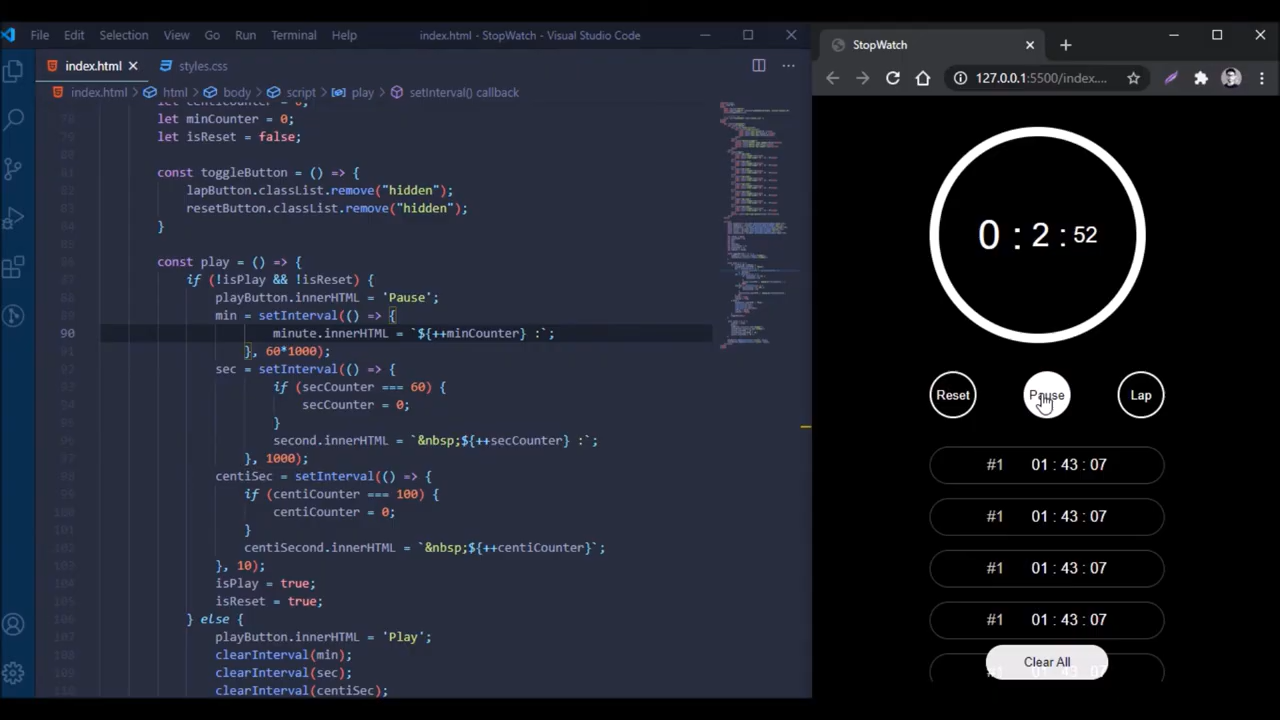 File Edit Selection View Go Run Terminal Help index.html - StopWatch - Visual Studio Code
index.html styles.css
index.html html body script play setInterval() callback
let minCounter = 0;
let isReset = false;
const toggleButton = () => {
lapButton.classList.remove("hidden");
resetButton.classList.remove("hidden");
}
const play = () => {
if (!isPlay && !isReset) {
playButton.innerHTML = 'Pause';
min = setInterval(() => {
90 minute.innerHTML = `${++minCounter} :`;
}, 60*1000);
sec = setInterval(() => {
if (secCounter === 60) {
secCounter = 0;
}
second.innerHTML = `&nbsp;${++secCounter} :`;
}, 1000);
centiSec = setInterval(() => {
if (centiCounter === 100) {
centiCounter = 0;
}
centiSecond.innerHTML = `&nbsp;${++centiCounter}`;
}, 10);
isPlay = true;
isReset = true;
} else {
playButton.innerHTML = 'Play';
clearInterval(min);
clearInterval(sec);
clearInterval(centiSec);
StopWatch
127.0.0.1:5500/index....
0 : 2 : 52
Reset Pause Lap
#1 01 : 43 : 07
#1 01 : 43 : 07
#1 01 : 43 : 07
#1 01 : 43 : 07
Clear All